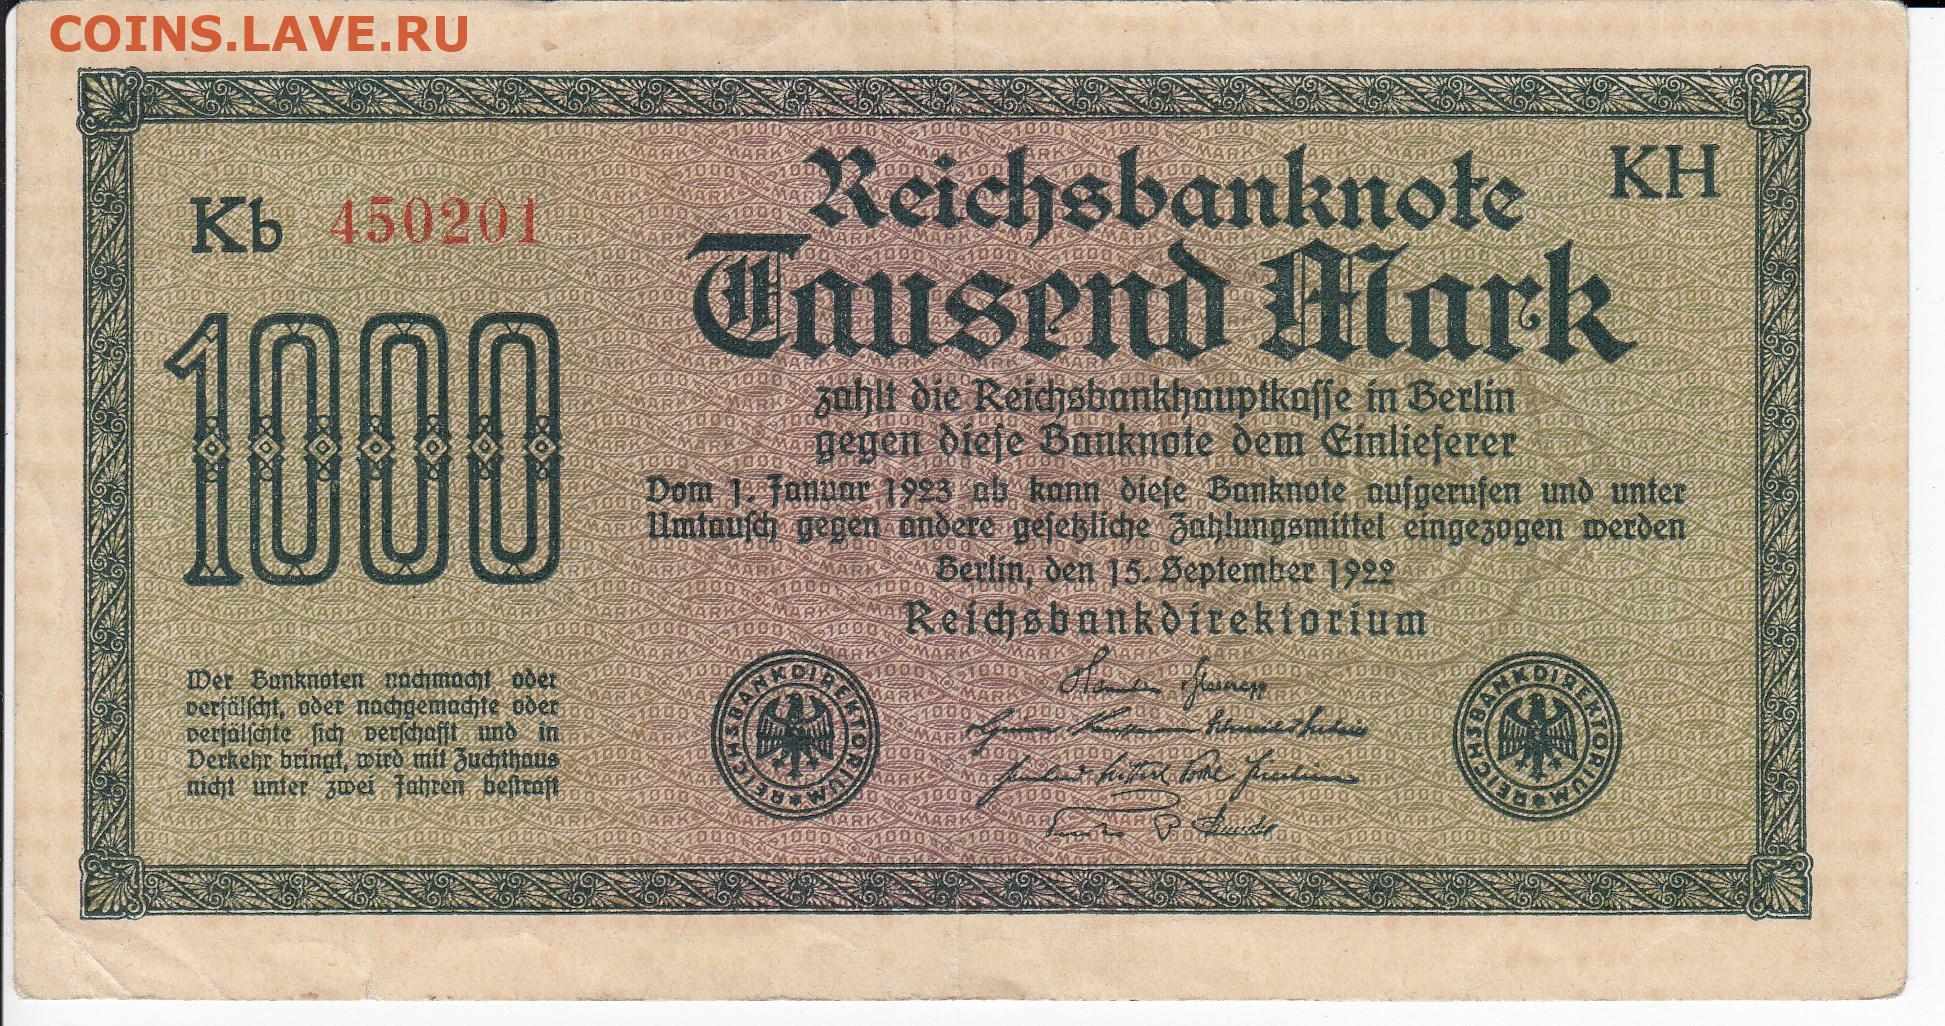 COINS.LAVE.RU
Reichsbanknote
KH
Kb 450201
Tausend Mark
1000
zahlt die Reichsbankhauptkasse in Berlin
gegen diese Banknote dem Einlieferer
Vom 1. Januar 1923 ab kann diese Banknote aufgerufen und unter
Umtausch gegen andere gesetzliche Zahlungsmittel eingezogen werden
Berlin, den 15. September 1922
Reichsbankdirektorium
Wer Banknoten nachmacht oder
verfälscht, oder nachgemachte oder
verfälschte sich verschafft und in
Verkehr bringt, wird mit Zuchthaus
nicht unter zwei Jahren bestraft
REICHSBANKDIREKTORIUM
REICHSBANKDIREKTORIUM